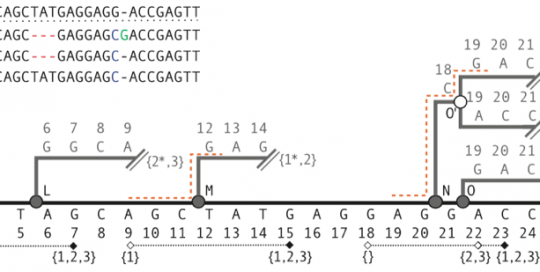 CAGCTATGAGGAGG-ACCGAGTT
CAGC---GAGGAGCGACCGAGTT
CAGC---GAGGAGC-ACCGAGTT
CAGCTATGAGGAGC-ACCGAGTT
19 20 21
G A C
18
C
19 20 21
A C C
O'
6 7 8 9
G G C A
{2*,3}
12 13 14
G A G
{1*,2}
19 20 21
G A C
L M N O
T A G C A G C T A T G A G G A G G A C C
5 6 7 8 9 10 11 12 13 14 15 16 17 18 19 20 21 22 23 24
{1,2,3} {1} {1,2,3} {} {2,3} {1,2,3}